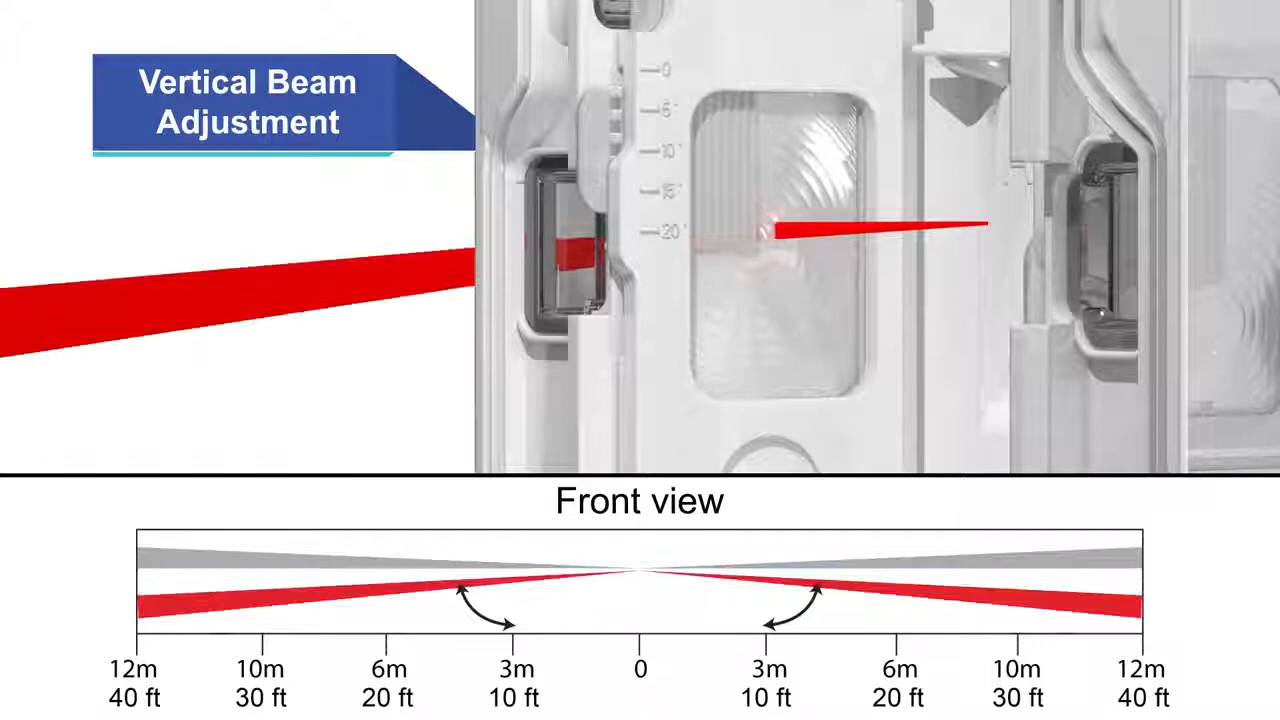 Vertical Beam
Adjustment
0
5°
10°
15°
20°
Front view
12m 10m 6m 3m 0 3m 6m 10m 12m
40 ft 30 ft 20 ft 10 ft 10 ft 20 ft 30 ft 40 ft